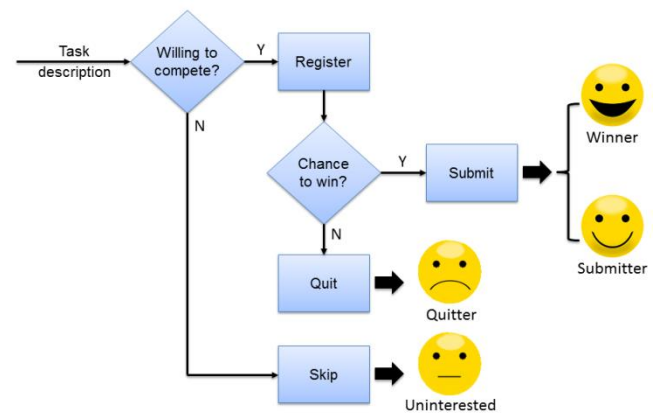 Task
description
Willing to
compete?
Y
Register
N
Chance
to win?
Y
Submit
Winner
Submitter
N
Quit
Quitter
Skip
Uninterested